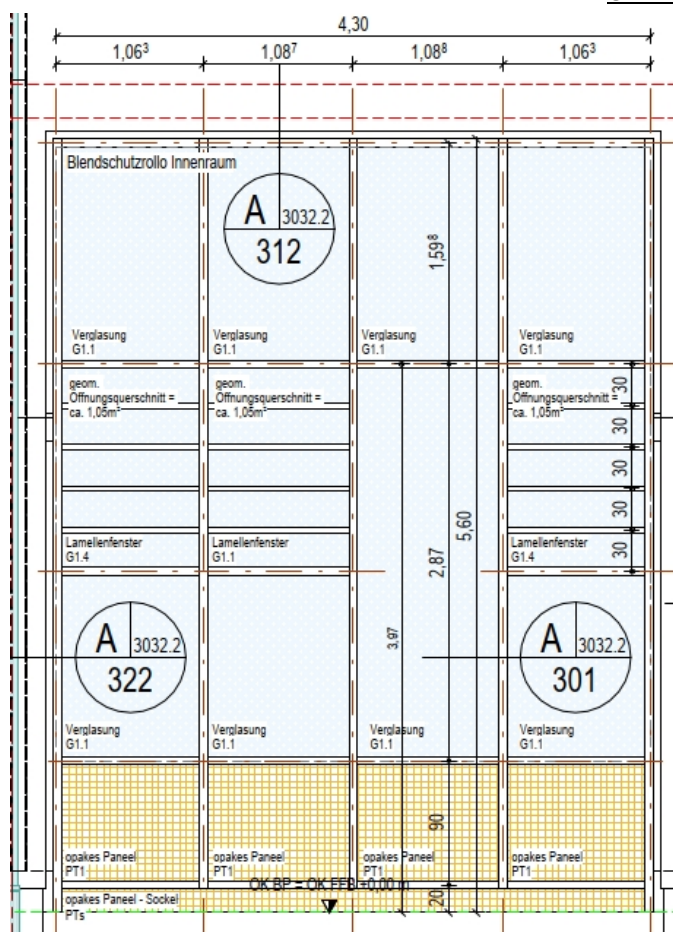 4,30
1,06³ 1,08⁷ 1,08⁸ 1,06³
Blendschutzrollo Innenraum
A 3032.2
312
1,59⁸
Verglasung Verglasung Verglasung Verglasung
G1.1 G1.1 G1.1 G1.1
geom. geom. geom.
Öffnungsquerschnitt = Öffnungsquerschnitt = Öffnungsquerschnitt =
ca. 1,05m² ca. 1,05m² ca. 1,05m²
30
30
30
30
30
5,60
2,87
3,97
Lamellenfenster Lamellenfenster Lamellenfenster
G1.4 G1.1 G1.4
A 3032.2 A 3032.2
322 301
Verglasung Verglasung Verglasung Verglasung
G1.1 G1.1 G1.1 G1.1
90
opakes Paneel opakes Paneel opakes Paneel opakes Paneel
PT1 PT1 PT1 PT1
OK BP = OK FFB +0,00 m
20
opakes Paneel - Sockel
PTs